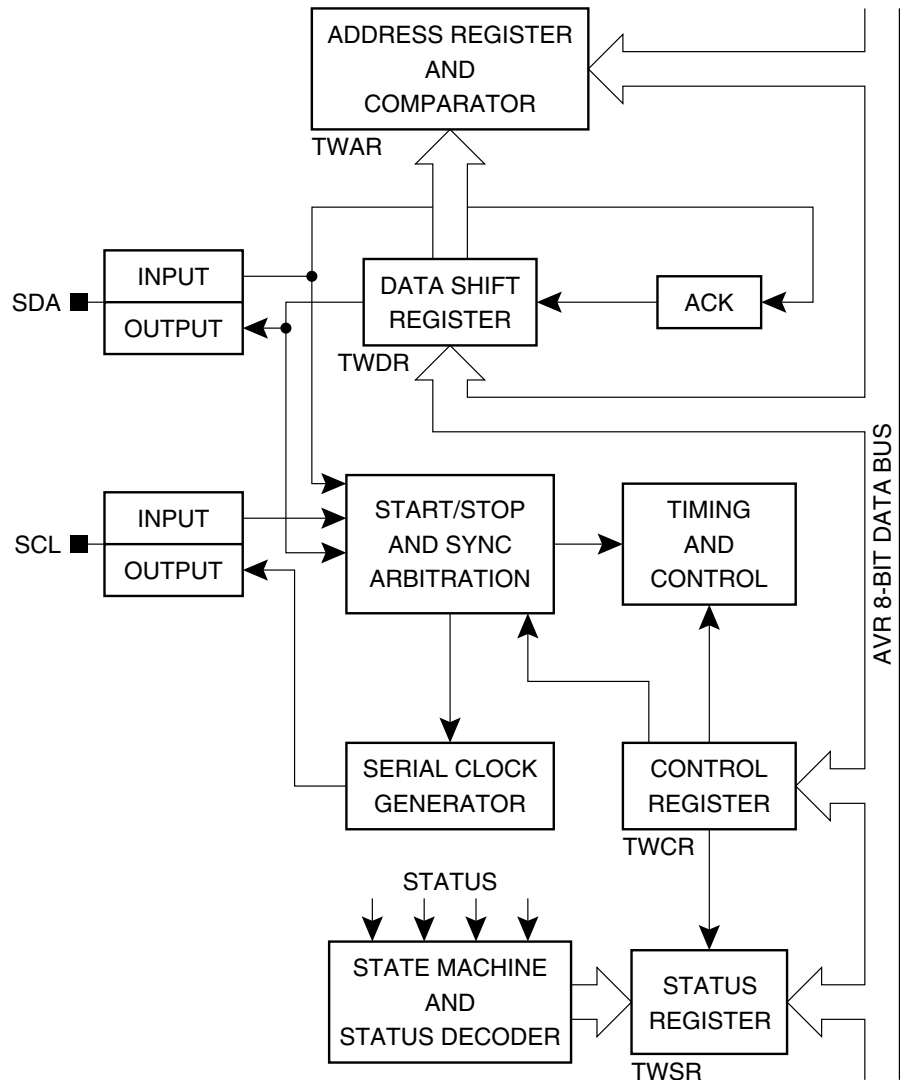 ADDRESS REGISTER
AND
COMPARATOR
TWAR
SDA
INPUT
OUTPUT
DATA SHIFT
REGISTER
TWDR
ACK
AVR 8-BIT DATA BUS
SCL
INPUT
OUTPUT
START/STOP
AND SYNC
ARBITRATION
TIMING
AND
CONTROL
SERIAL CLOCK
GENERATOR
CONTROL
REGISTER
TWCR
STATUS
STATE MACHINE
AND
STATUS DECODER
STATUS
REGISTER
TWSR